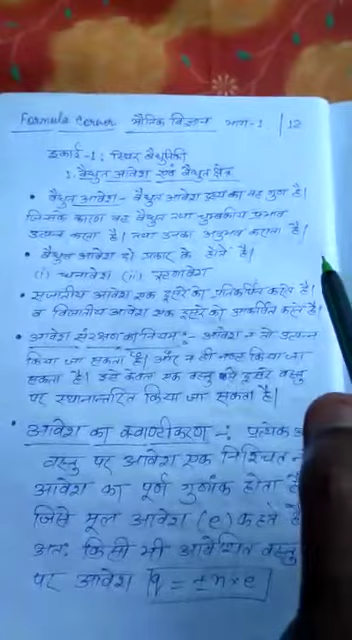 Formula Corner भौतिक विज्ञान भाग-1 / 12
इकाई-1: स्थिर वैद्युतिकी
1. वैद्युत आवेश एवं वैद्युत क्षेत्र
• वैद्युत आवेश - वैद्युत आवेश द्रव्य का वह गुण है।
जिसके कारण वह वैद्युत तथा चुम्बकीय प्रभाव
उत्पन्न करता है। तथा उनका अनुभव करता है।
• वैद्युत आवेश दो प्रकार के होते हैं।
(i) धनावेश (ii) ऋणावेश
• सजातीय आवेश एक दूसरे को प्रतिकर्षित करते हैं
व विजातीय आवेश एक दूसरे को आकर्षित करते हैं।
• आवेश संरक्षण का नियम:- आवेश न तो उत्पन्न
किया जा सकता है। और न ही नष्ट किया जा
सकता है। इसे केवल एक वस्तु से दूसरे वस्तु
पर स्थानान्तरित किया जा सकता है।
• आवेश का क्वाण्टीकरण -: प्रत्येक
वस्तु पर आवेश एक निश्चित
आवेश का पूर्ण गुणांक होता है
जिसे मूल आवेश (e) कहते हैं
अतः किसी भी आवेशित वस्तु
पर आवेश q = ±n×e